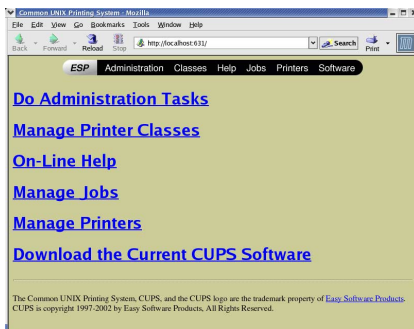 Common UNIX Printing System - Mozilla
File Edit View Go Bookmarks Tools Window Help
Back Forward Reload Stop http://localhost:631/ Search Print
ESP Administration Classes Help Jobs Printers Software
Do Administration Tasks
Manage Printer Classes
On-Line Help
Manage Jobs
Manage Printers
Download the Current CUPS Software
The Common UNIX Printing System, CUPS, and the CUPS logo are the trademark property of Easy Software Products.
CUPS is copyright 1997-2002 by Easy Software Products, All Rights Reserved.